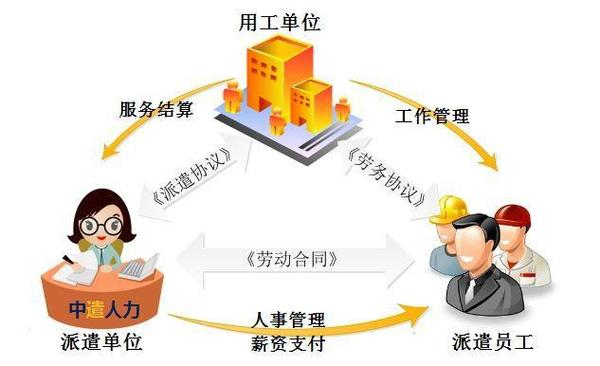 用工单位
服务结算
工作管理
《派遣协议》
《劳务协议》
《劳动合同》
中遣人力
派遣单位
人事管理
薪资支付
派遣员工